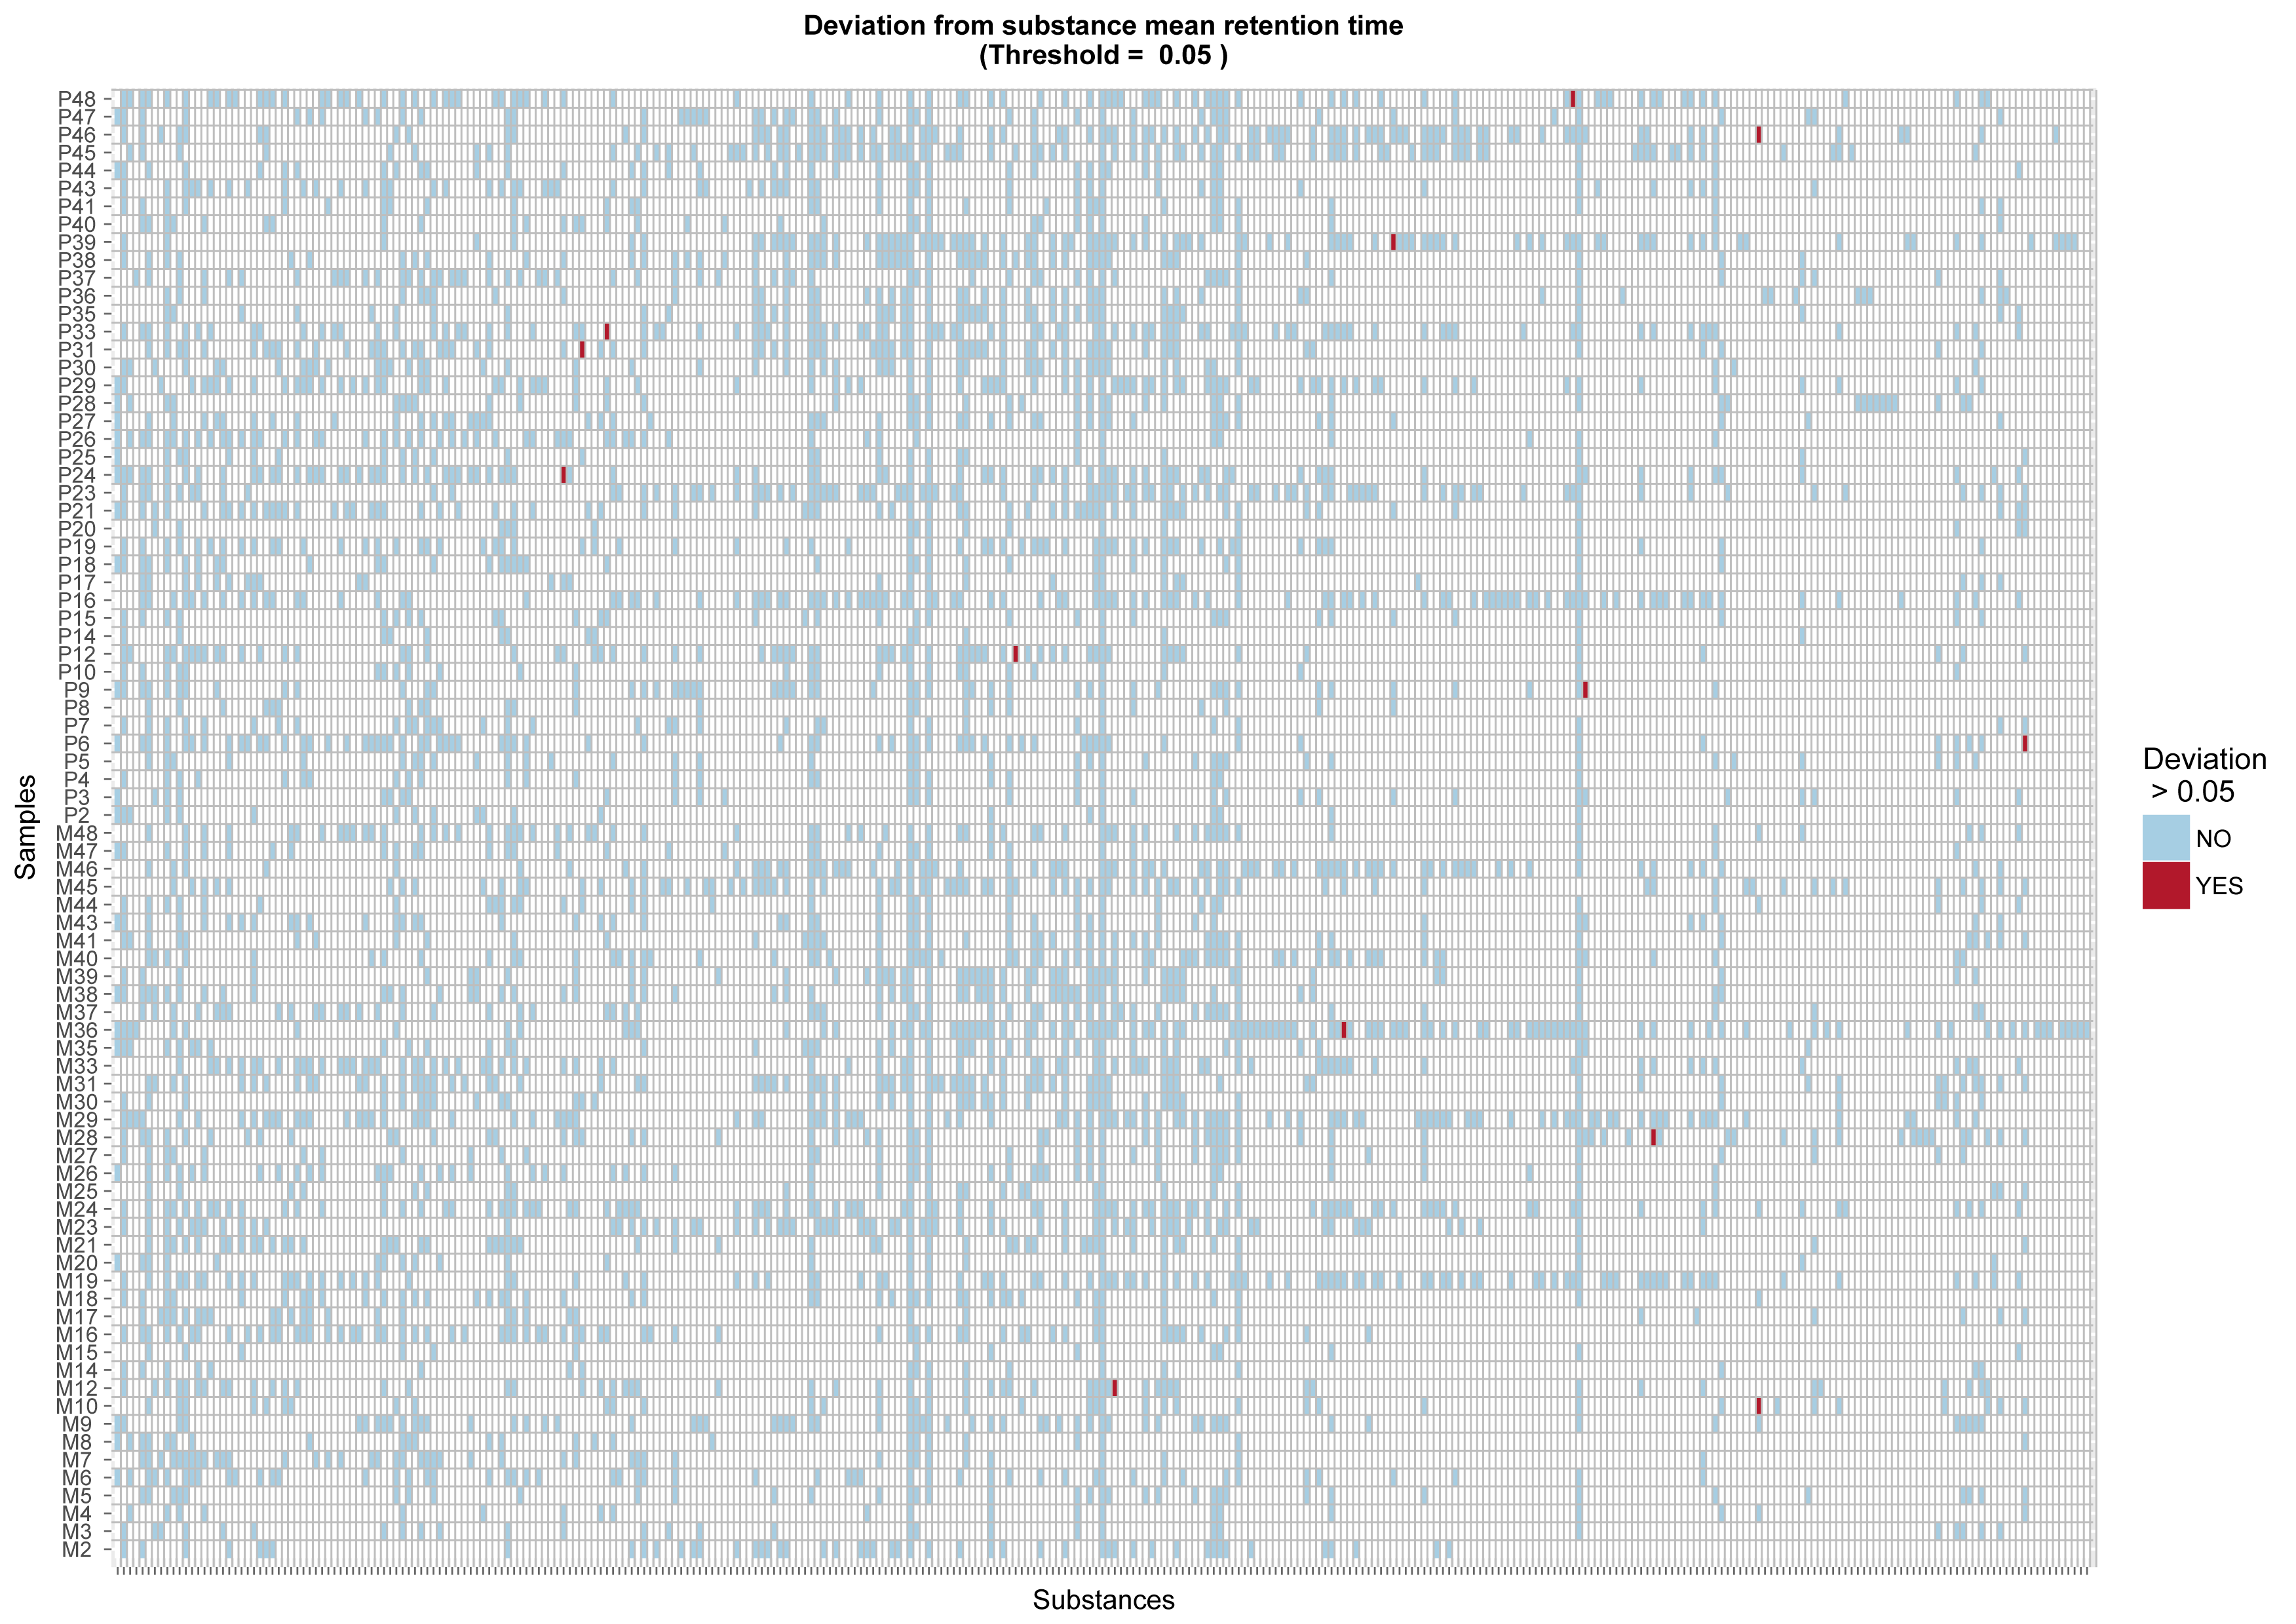 Deviation from substance mean retention time
(Threshold =  0.05 )
P48
P47
P46
P45
P44
P43
P41
P40
P39
P38
P37
P36
P35
P33
P31
P30
P29
P28
P27
P26
P25
P24
P23
P21
P20
P19
P18
P17
P16
P15
P14
P12
P10
P9
P8
P7
P6
P5
P4
P3
P2
M48
M47
M46
M45
M44
M43
M41
M40
M39
M38
M37
M36
M35
M33
M31
M30
M29
M28
M27
M26
M25
M24
M23
M21
M20
M19
M18
M17
M16
M15
M14
M12
M10
M9
M8
M7
M6
M5
M4
M3
M2
Samples
Substances
Deviation
> 0.05
NO
YES